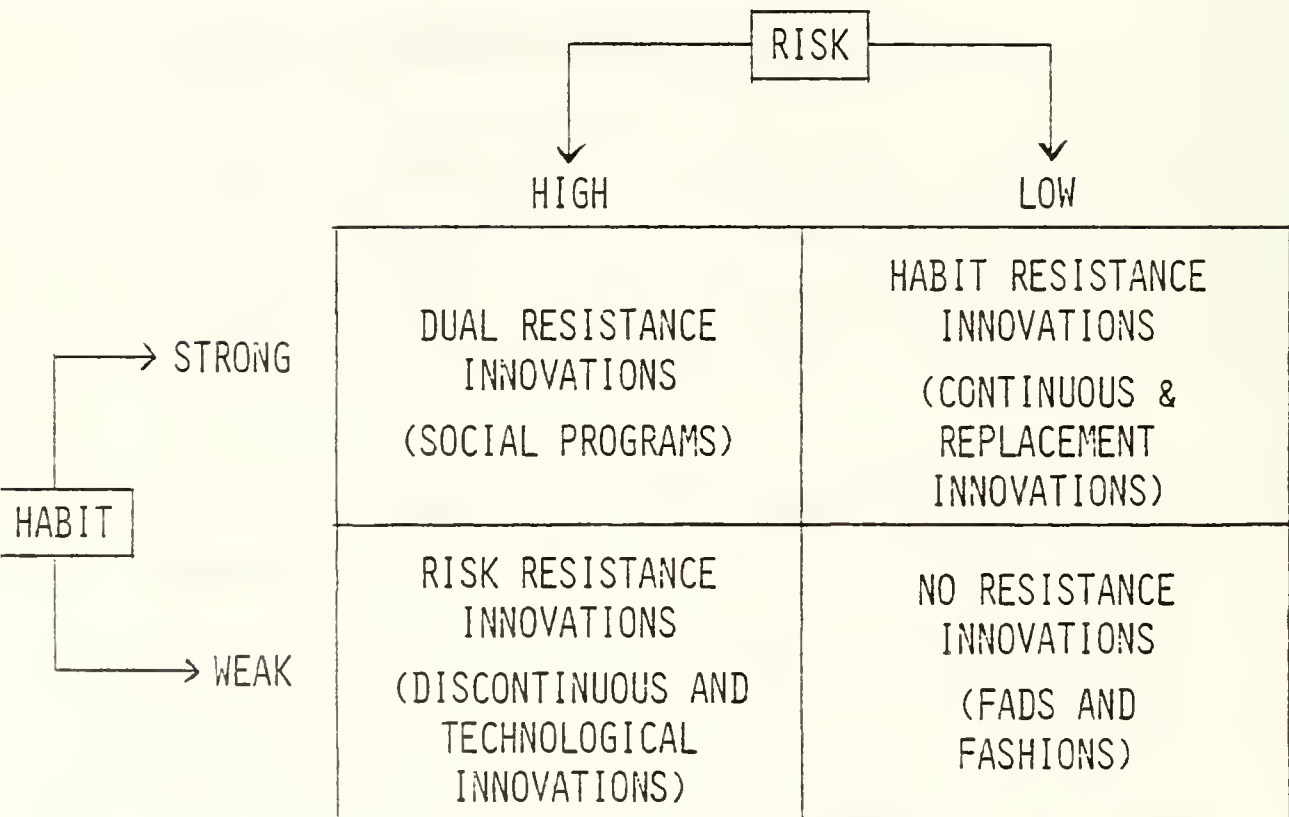 RISK
HIGH
LOW
STRONG
DUAL RESISTANCE
INNOVATIONS
(SOCIAL PROGRAMS)
HABIT RESISTANCE
INNOVATIONS
(CONTINUOUS &
REPLACEMENT
INNOVATIONS)
HABIT
WEAK
RISK RESISTANCE
INNOVATIONS
(DISCONTINUOUS AND
TECHNOLOGICAL
INNOVATIONS)
NO RESISTANCE
INNOVATIONS
(FADS AND
FASHIONS)